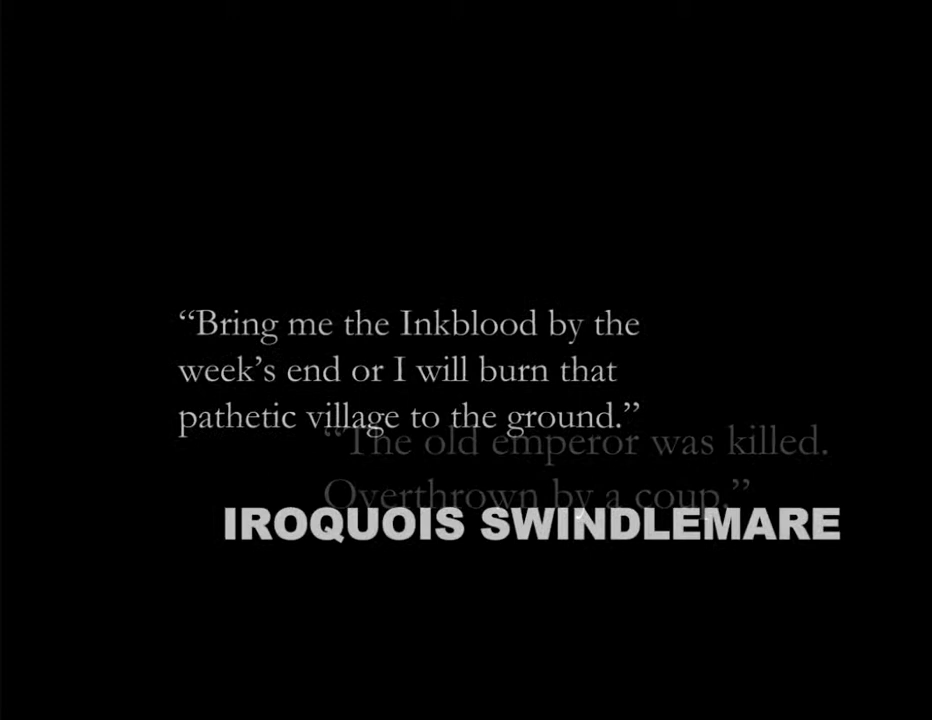 “Bring me the Inkblood by the
week’s end or I will burn that
pathetic village to the ground.”
“The old emperor was killed.
Overthrown by a coup.”
IROQUOIS SWINDLEMARE